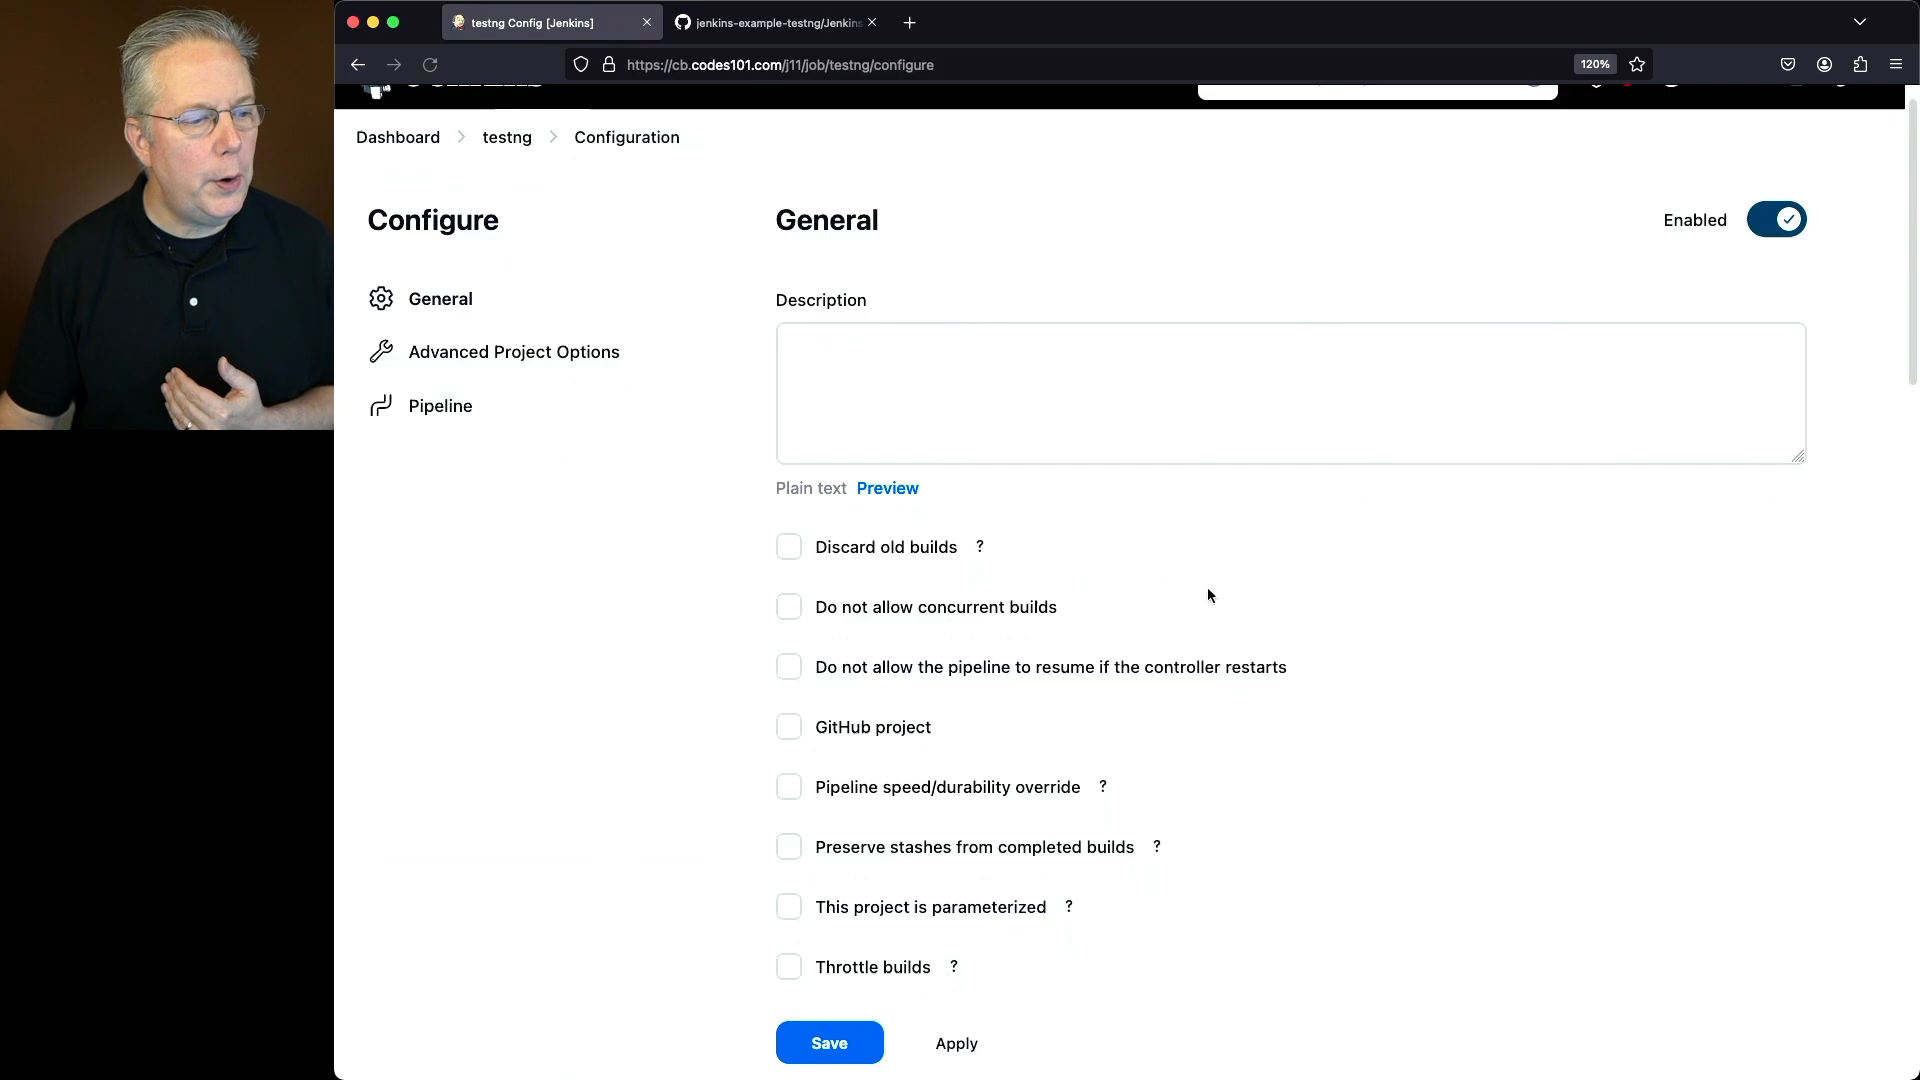 testng Config [Jenkins]
jenkins-example-testng/Jenkins
https://cb.codes101.com/j11/job/testng/configure
120%
Dashboard
testng
Configuration
Configure
General
Advanced Project Options
Pipeline
General
Enabled
Description
Plain text Preview
Discard old builds ?
Do not allow concurrent builds
Do not allow the pipeline to resume if the controller restarts
GitHub project
Pipeline speed/durability override ?
Preserve stashes from completed builds ?
This project is parameterized ?
Throttle builds ?
Save
Apply